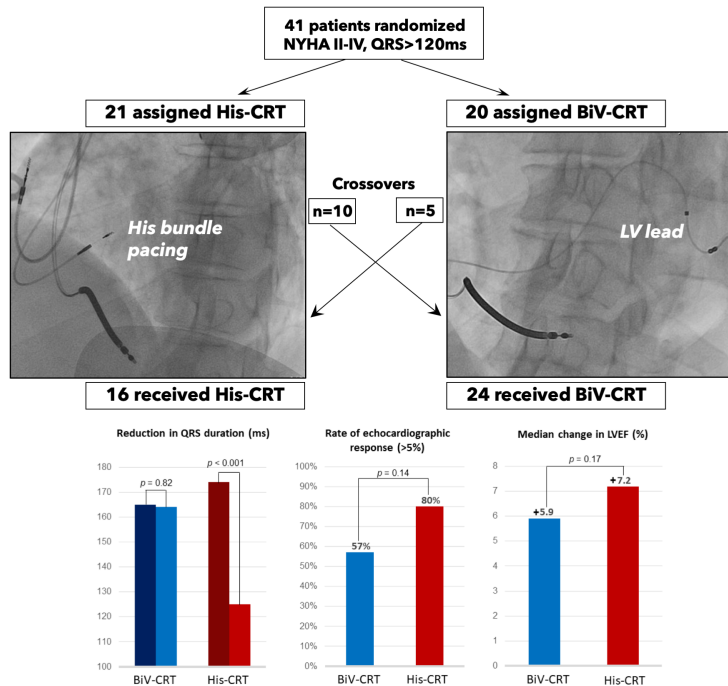 41 patients randomized
NYHA II-IV, QRS>120ms
21 assigned His-CRT
20 assigned BiV-CRT
Crossovers
n=10
n=5
His bundle
pacing
LV lead
16 received His-CRT
24 received BiV-CRT
Reduction in QRS duration (ms)
170
180
160
150
140
130
120
110
100
p = 0.82
p < 0.001
BiV-CRT
His-CRT
Rate of echocardiographic
response (>5%)
100%
90%
80%
70%
60%
50%
40%
30%
20%
10%
0%
p = 0.14
57%
80%
BiV-CRT
His-CRT
Median change in LVEF (%)
8
7
6
5
4
3
2
1
0
p = 0.17
+5.9
+7.2
BiV-CRT
His-CRT